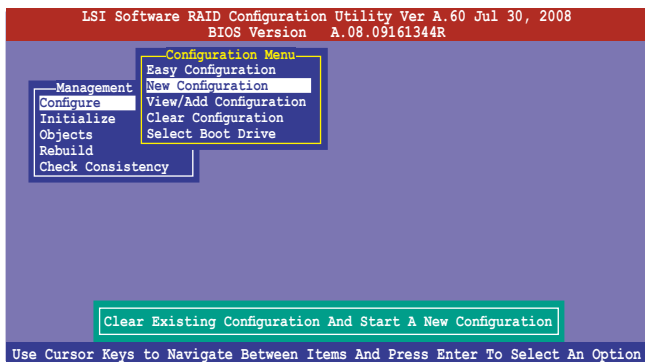 LSI Software RAID Configuration Utility Ver A.60 Jul 30, 2008
BIOS Version A.08.09161344R
Configuration Menu
Easy Configuration
New Configuration
View/Add Configuration
Clear Configuration
Select Boot Drive
Management
Configure
Initialize
Objects
Rebuild
Check Consistency
Clear Existing Configuration And Start A New Configuration
Use Cursor Keys to Navigate Between Items And Press Enter To Select An Option